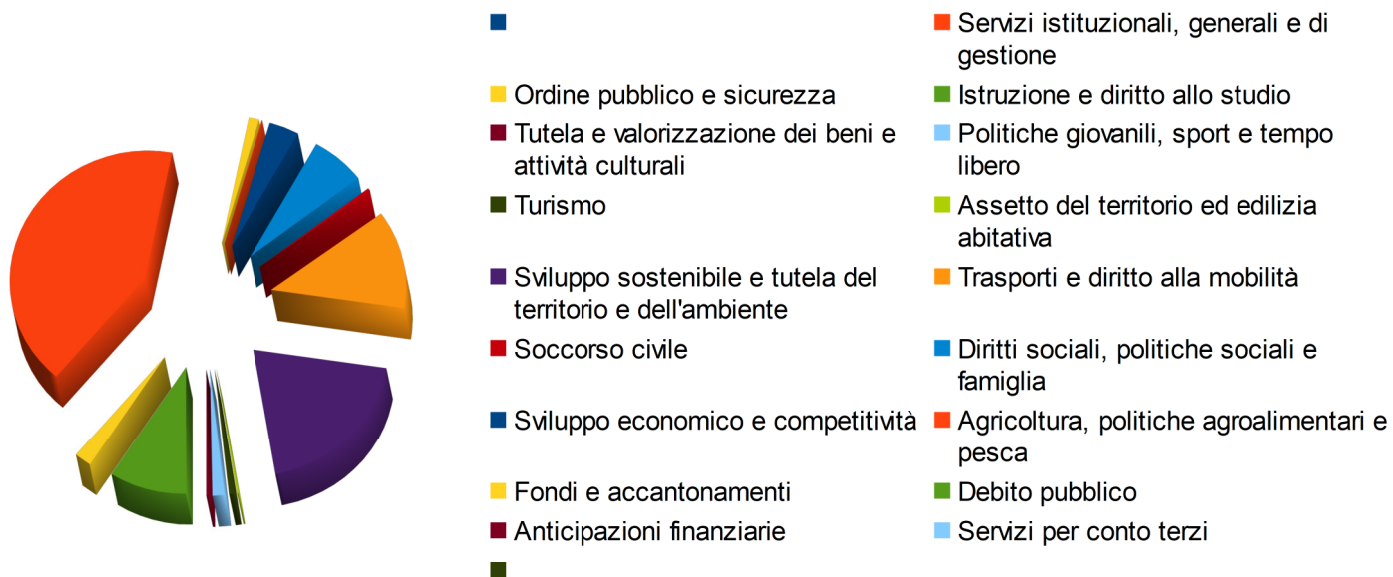 Servizi istituzionali, generali e di
gestione
Ordine pubblico e sicurezza
Istruzione e diritto allo studio
Tutela e valorizzazione dei beni e
attività culturali
Politiche giovanili, sport e tempo
libero
Turismo
Assetto del territorio ed edilizia
abitativa
Sviluppo sostenibile e tutela del
territorio e dell'ambiente
Trasporti e diritto alla mobilità
Soccorso civile
Diritti sociali, politiche sociali e
famiglia
Sviluppo economico e competitività
Agricoltura, politiche agroalimentari e
pesca
Fondi e accantonamenti
Debito pubblico
Anticipazioni finanziarie
Servizi per conto terzi